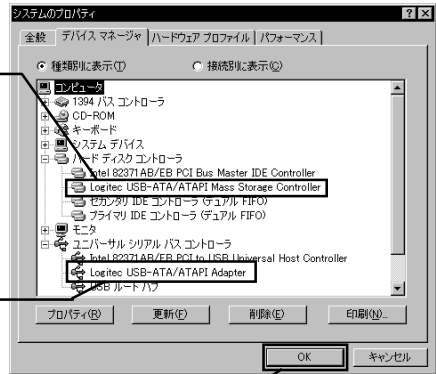 システムのプロパティ
全般 デバイス マネージャ ハードウェア プロファイル パフォーマンス
種類別に表示(T) 接続別に表示(C)
コンピュータ
1394 バス コントローラ
CD-ROM
キーボード
システム デバイス
ハード ディスク コントローラ
Intel 82371AB/EB PCI Bus Master IDE Controller
Logitec USB-ATA/ATAPI Mass Storage Controller
セカンダリ IDE コントローラ (デュアル FIFO)
プライマリ IDE コントローラ (デュアル FIFO)
モニタ
ユニバーサル シリアル バス コントローラ
Intel 82371AB/EB PCI to USB Universal Host Controller
Logitec USB-ATA/ATAPI Adapter
USB ルート ハブ
プロパティ(R) 更新(F) 削除(E) 印刷(N)...
OK キャンセル